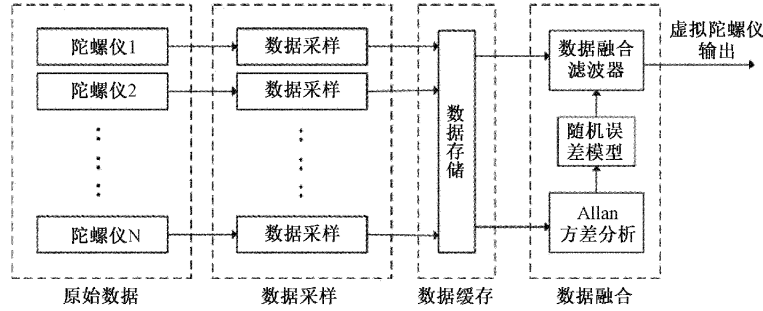 陀螺仪1
数据采样
陀螺仪2
数据采样
陀螺仪N
数据采样
数据存储
数据融合
滤波器
随机误
差模型
Allan
方差分析
虚拟陀螺仪
输出
原始数据
数据采样
数据缓存
数据融合